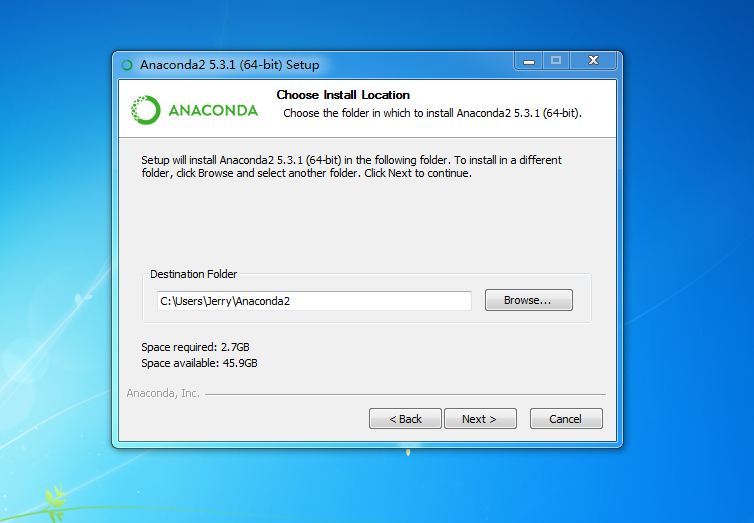 Anaconda2 5.3.1 (64-bit) Setup
ANACONDA
Choose Install Location
Choose the folder in which to install Anaconda2 5.3.1 (64-bit).
Setup will install Anaconda2 5.3.1 (64-bit) in the following folder. To install in a different
folder, click Browse and select another folder. Click Next to continue.
Destination Folder
C:\Users\Jerry\Anaconda2
Browse...
Space required: 2.7GB
Space available: 45.9GB
Anaconda, Inc.
< Back
Next >
Cancel